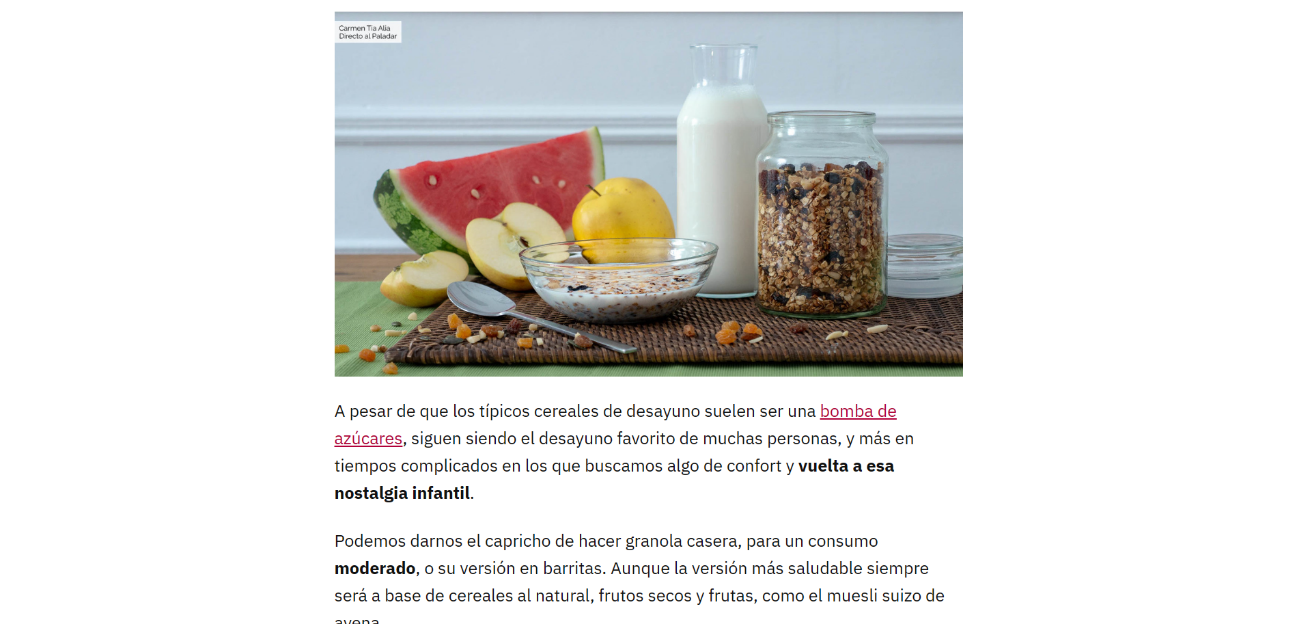 Carmen Tía Alia
Directo al Paladar
A pesar de que los típicos cereales de desayuno suelen ser una bomba de
azúcares, siguen siendo el desayuno favorito de muchas personas, y más en
tiempos complicados en los que buscamos algo de confort y vuelta a esa
nostalgia infantil.
Podemos darnos el capricho de hacer granola casera, para un consumo
moderado, o su versión en barritas. Aunque la versión más saludable siempre
será a base de cereales al natural, frutos secos y frutas, como el muesli suizo de
avena